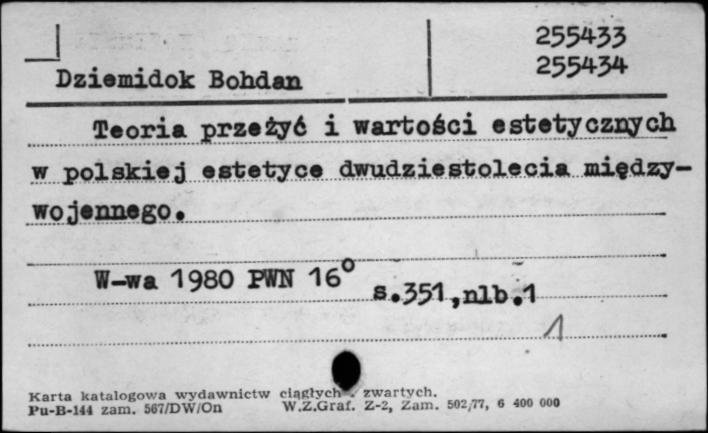 255433
255434
Dziemidok Bohdan
Teoria przeżyć i wartości estetycznych
w polskiej estetyce dwudziestolecia między-
wojennego.
W-wa 1980 PWN 16° s.351,nlb.1
1
Karta katalogowa wydawnictw ciągłych - zwartych.
Pu-B-144 zam. 567/DW/On W.Z.Graf. Z-2, Zam. 502/77, 6 400 000